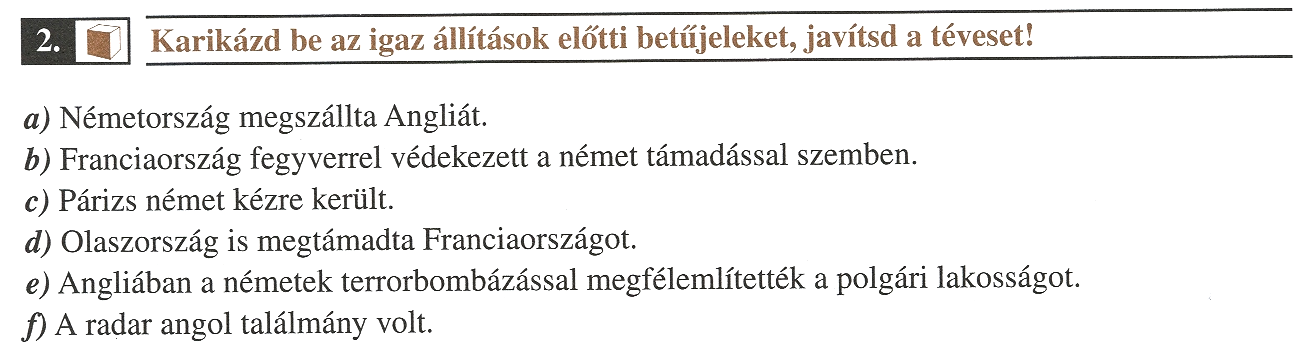 2. Karikázd be az igaz állítások előtti betűjeleket, javítsd a téveset!
a) Németország megszállta Angliát.
b) Franciaország fegyverrel védekezett a német támadással szemben.
c) Párizs német kézre került.
d) Olaszország is megtámadta Franciaországot.
e) Angliában a németek terrorbombázással megfélemlítették a polgári lakosságot.
f) A radar angol találmány volt.